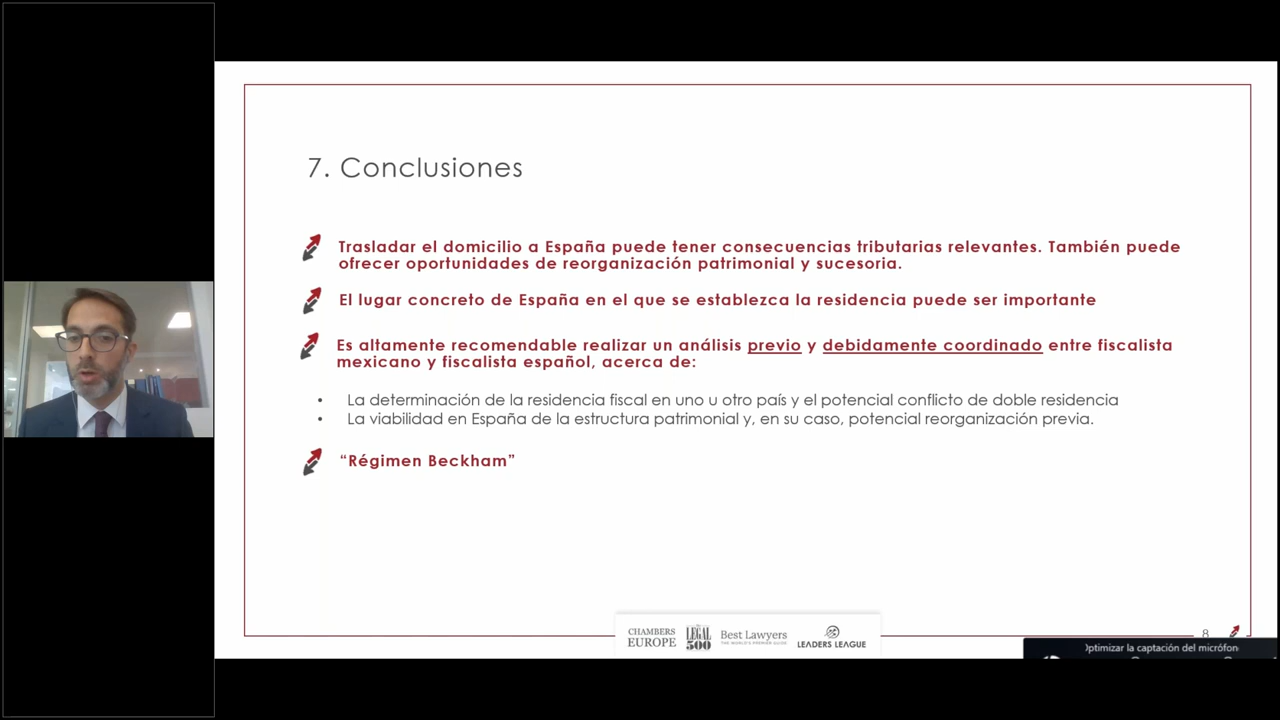 7. Conclusiones
Trasladar el domicilio a España puede tener consecuencias tributarias relevantes. También puede
ofrecer oportunidades de reorganización patrimonial y sucesoria.
El lugar concreto de España en el que se establezca la residencia puede ser importante
Es altamente recomendable realizar un análisis previo y debidamente coordinado entre fiscalista
mexicano y fiscalista español, acerca de:
• La determinación de la residencia fiscal en uno u otro país y el potencial conflicto de doble residencia
• La viabilidad en España de la estructura patrimonial y, en su caso, potencial reorganización previa.
“Régimen Beckham”
CHAMBERS
EUROPE
LEGAL
500
Best Lawyers
THE WORLD'S PREMIER GUIDE
LEADERS LEAGUE
8
Optimizar la captación del micrófon